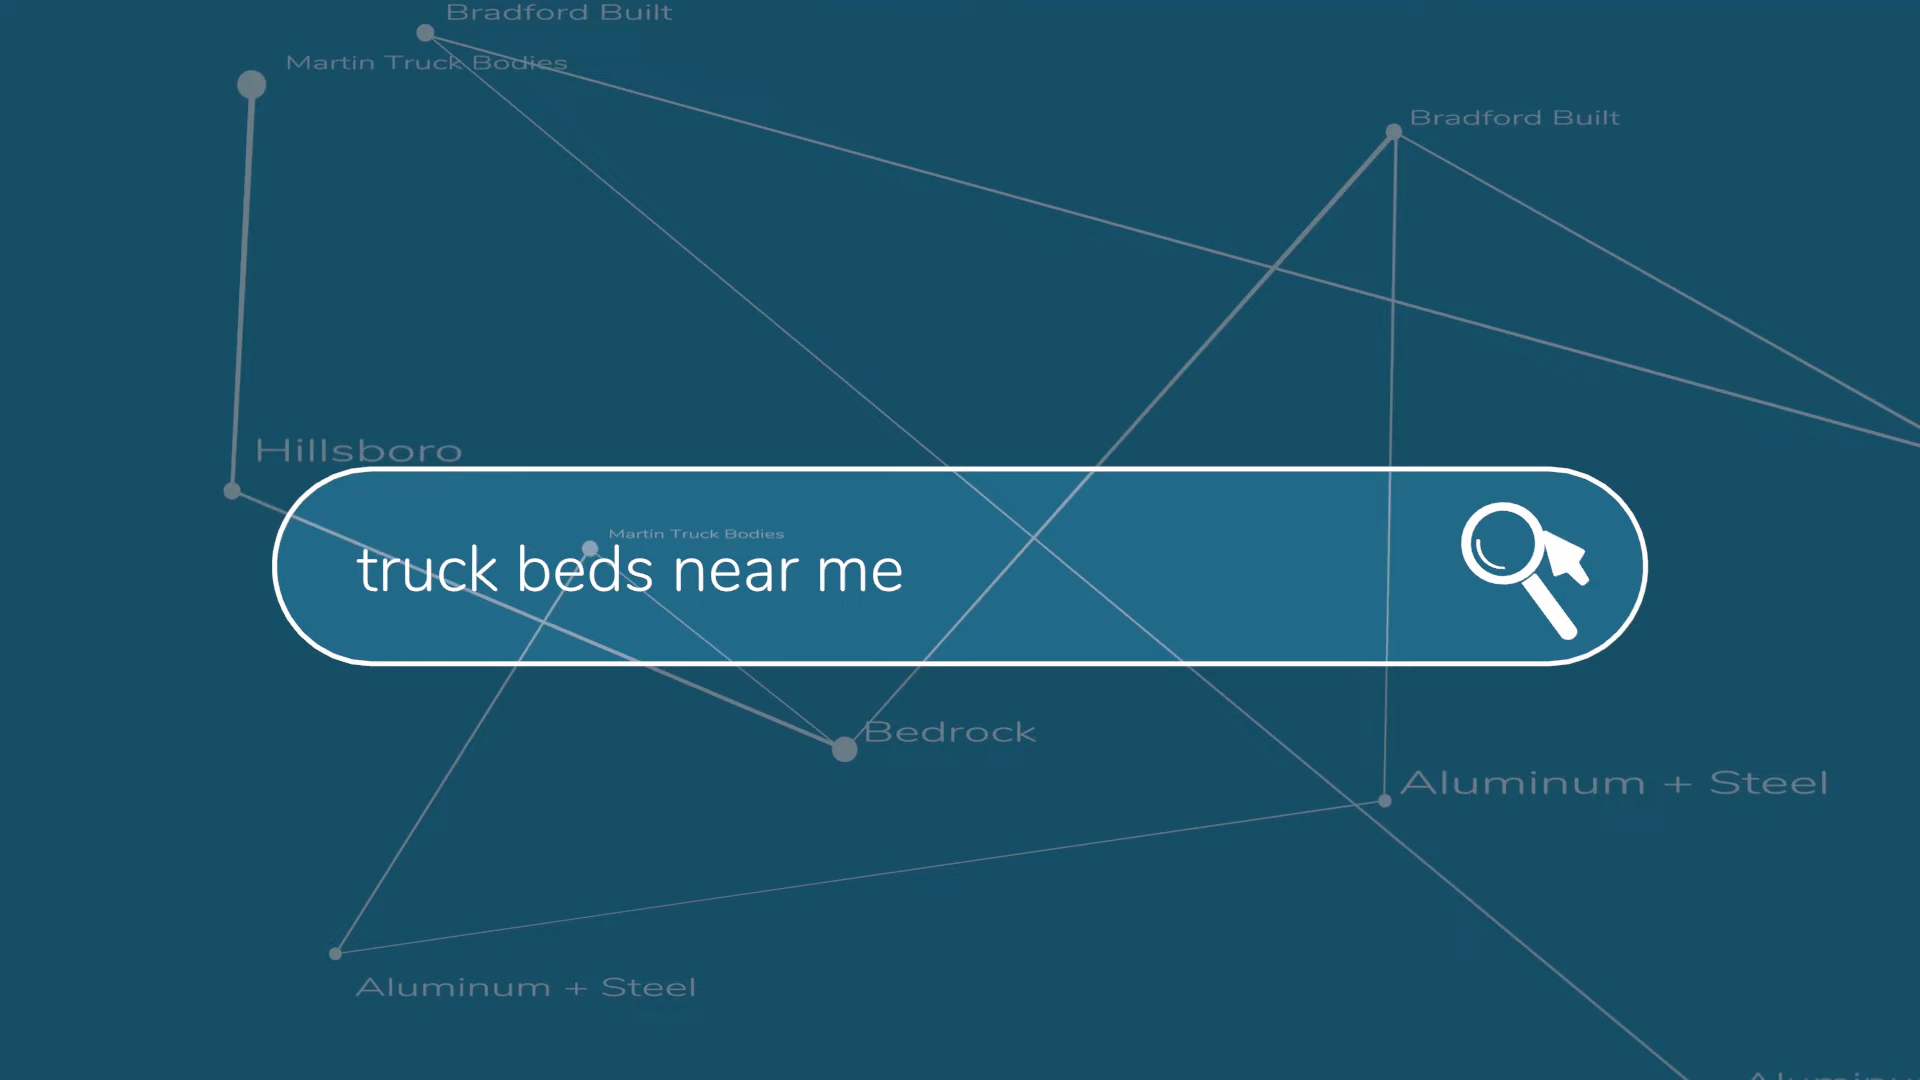 Bradford Built
Martin Truck Bodies
Bradford Built
Hillsboro
Martin Truck Bodies
truck beds near me
Bedrock
Aluminum + Steel
Aluminum + Steel